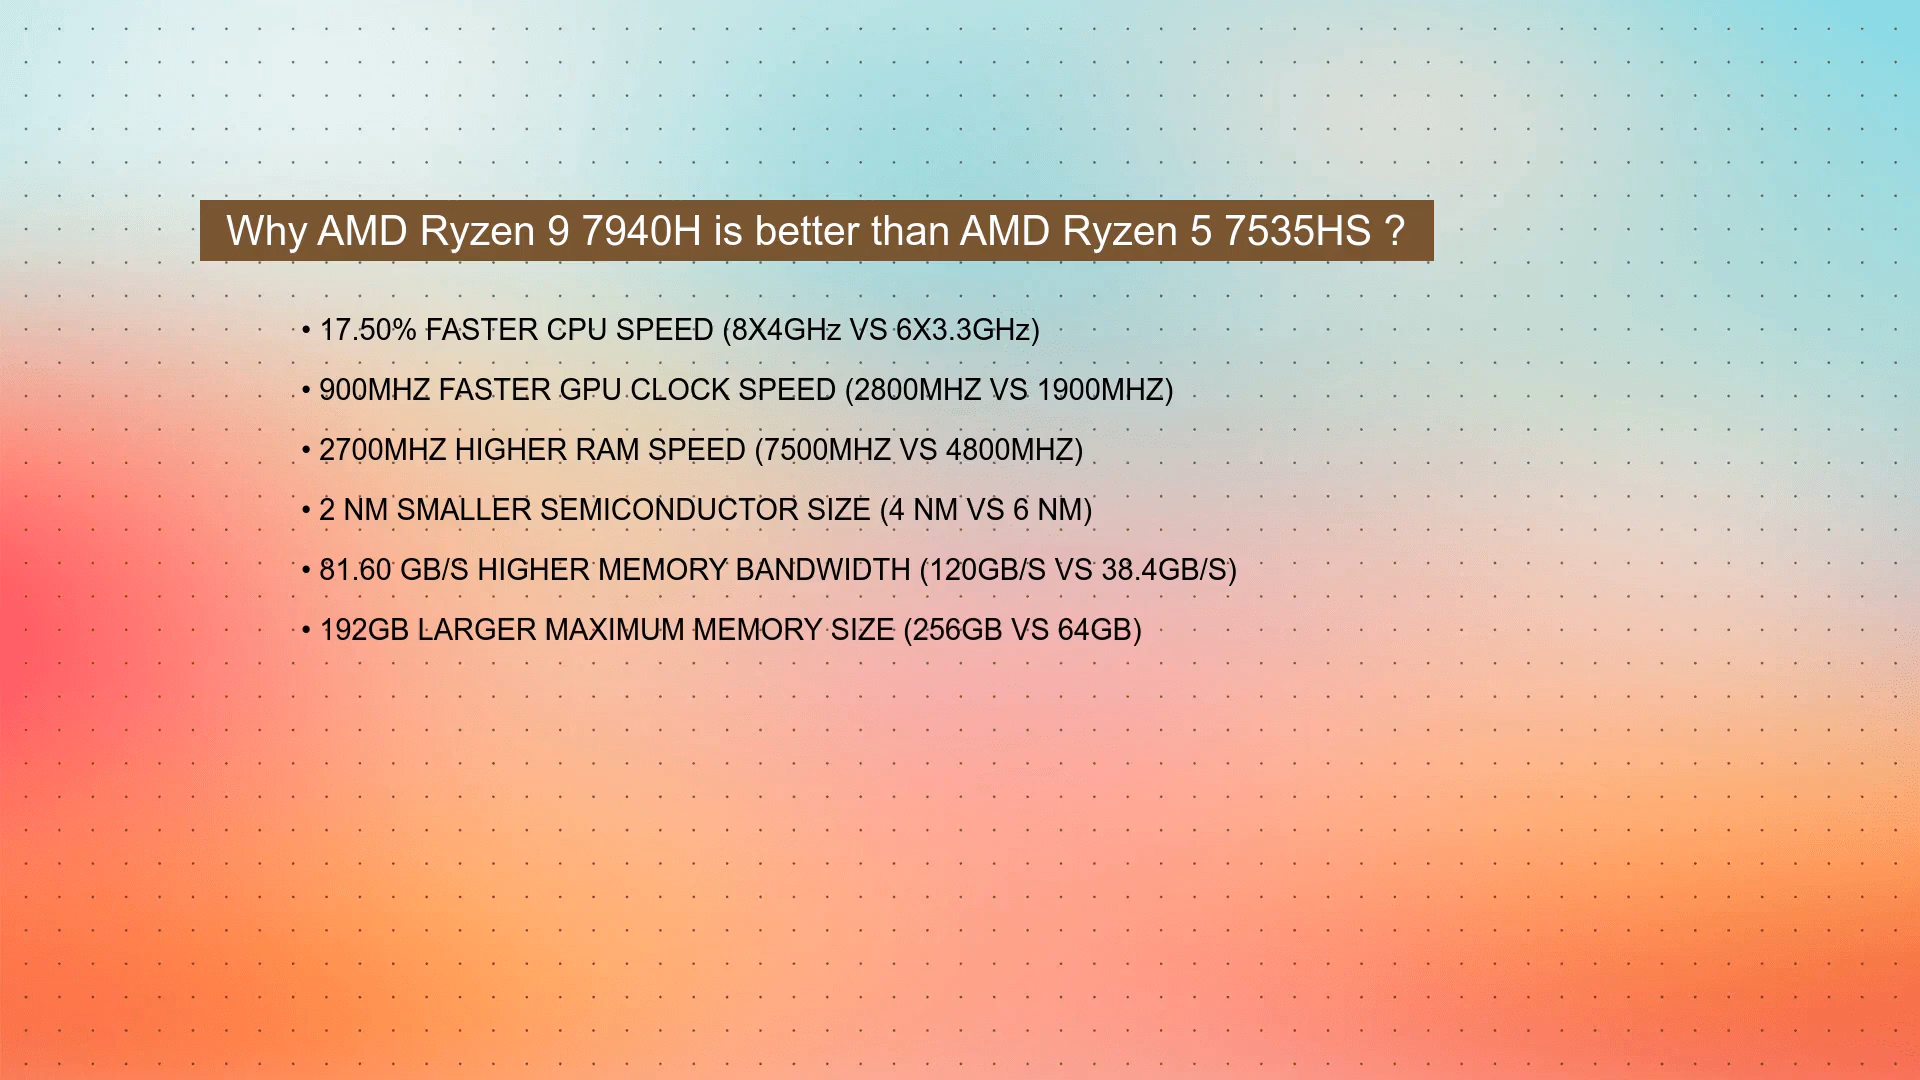 Why AMD Ryzen 9 7940H is better than AMD Ryzen 5 7535HS ?
• 17.50% FASTER CPU SPEED (8X4GHz VS 6X3.3GHz)
• 900MHZ FASTER GPU CLOCK SPEED (2800MHZ VS 1900MHZ)
• 2700MHZ HIGHER RAM SPEED (7500MHZ VS 4800MHZ)
• 2 NM SMALLER SEMICONDUCTOR SIZE (4 NM VS 6 NM)
• 81.60 GB/S HIGHER MEMORY BANDWIDTH (120GB/S VS 38.4GB/S)
• 192GB LARGER MAXIMUM MEMORY SIZE (256GB VS 64GB)